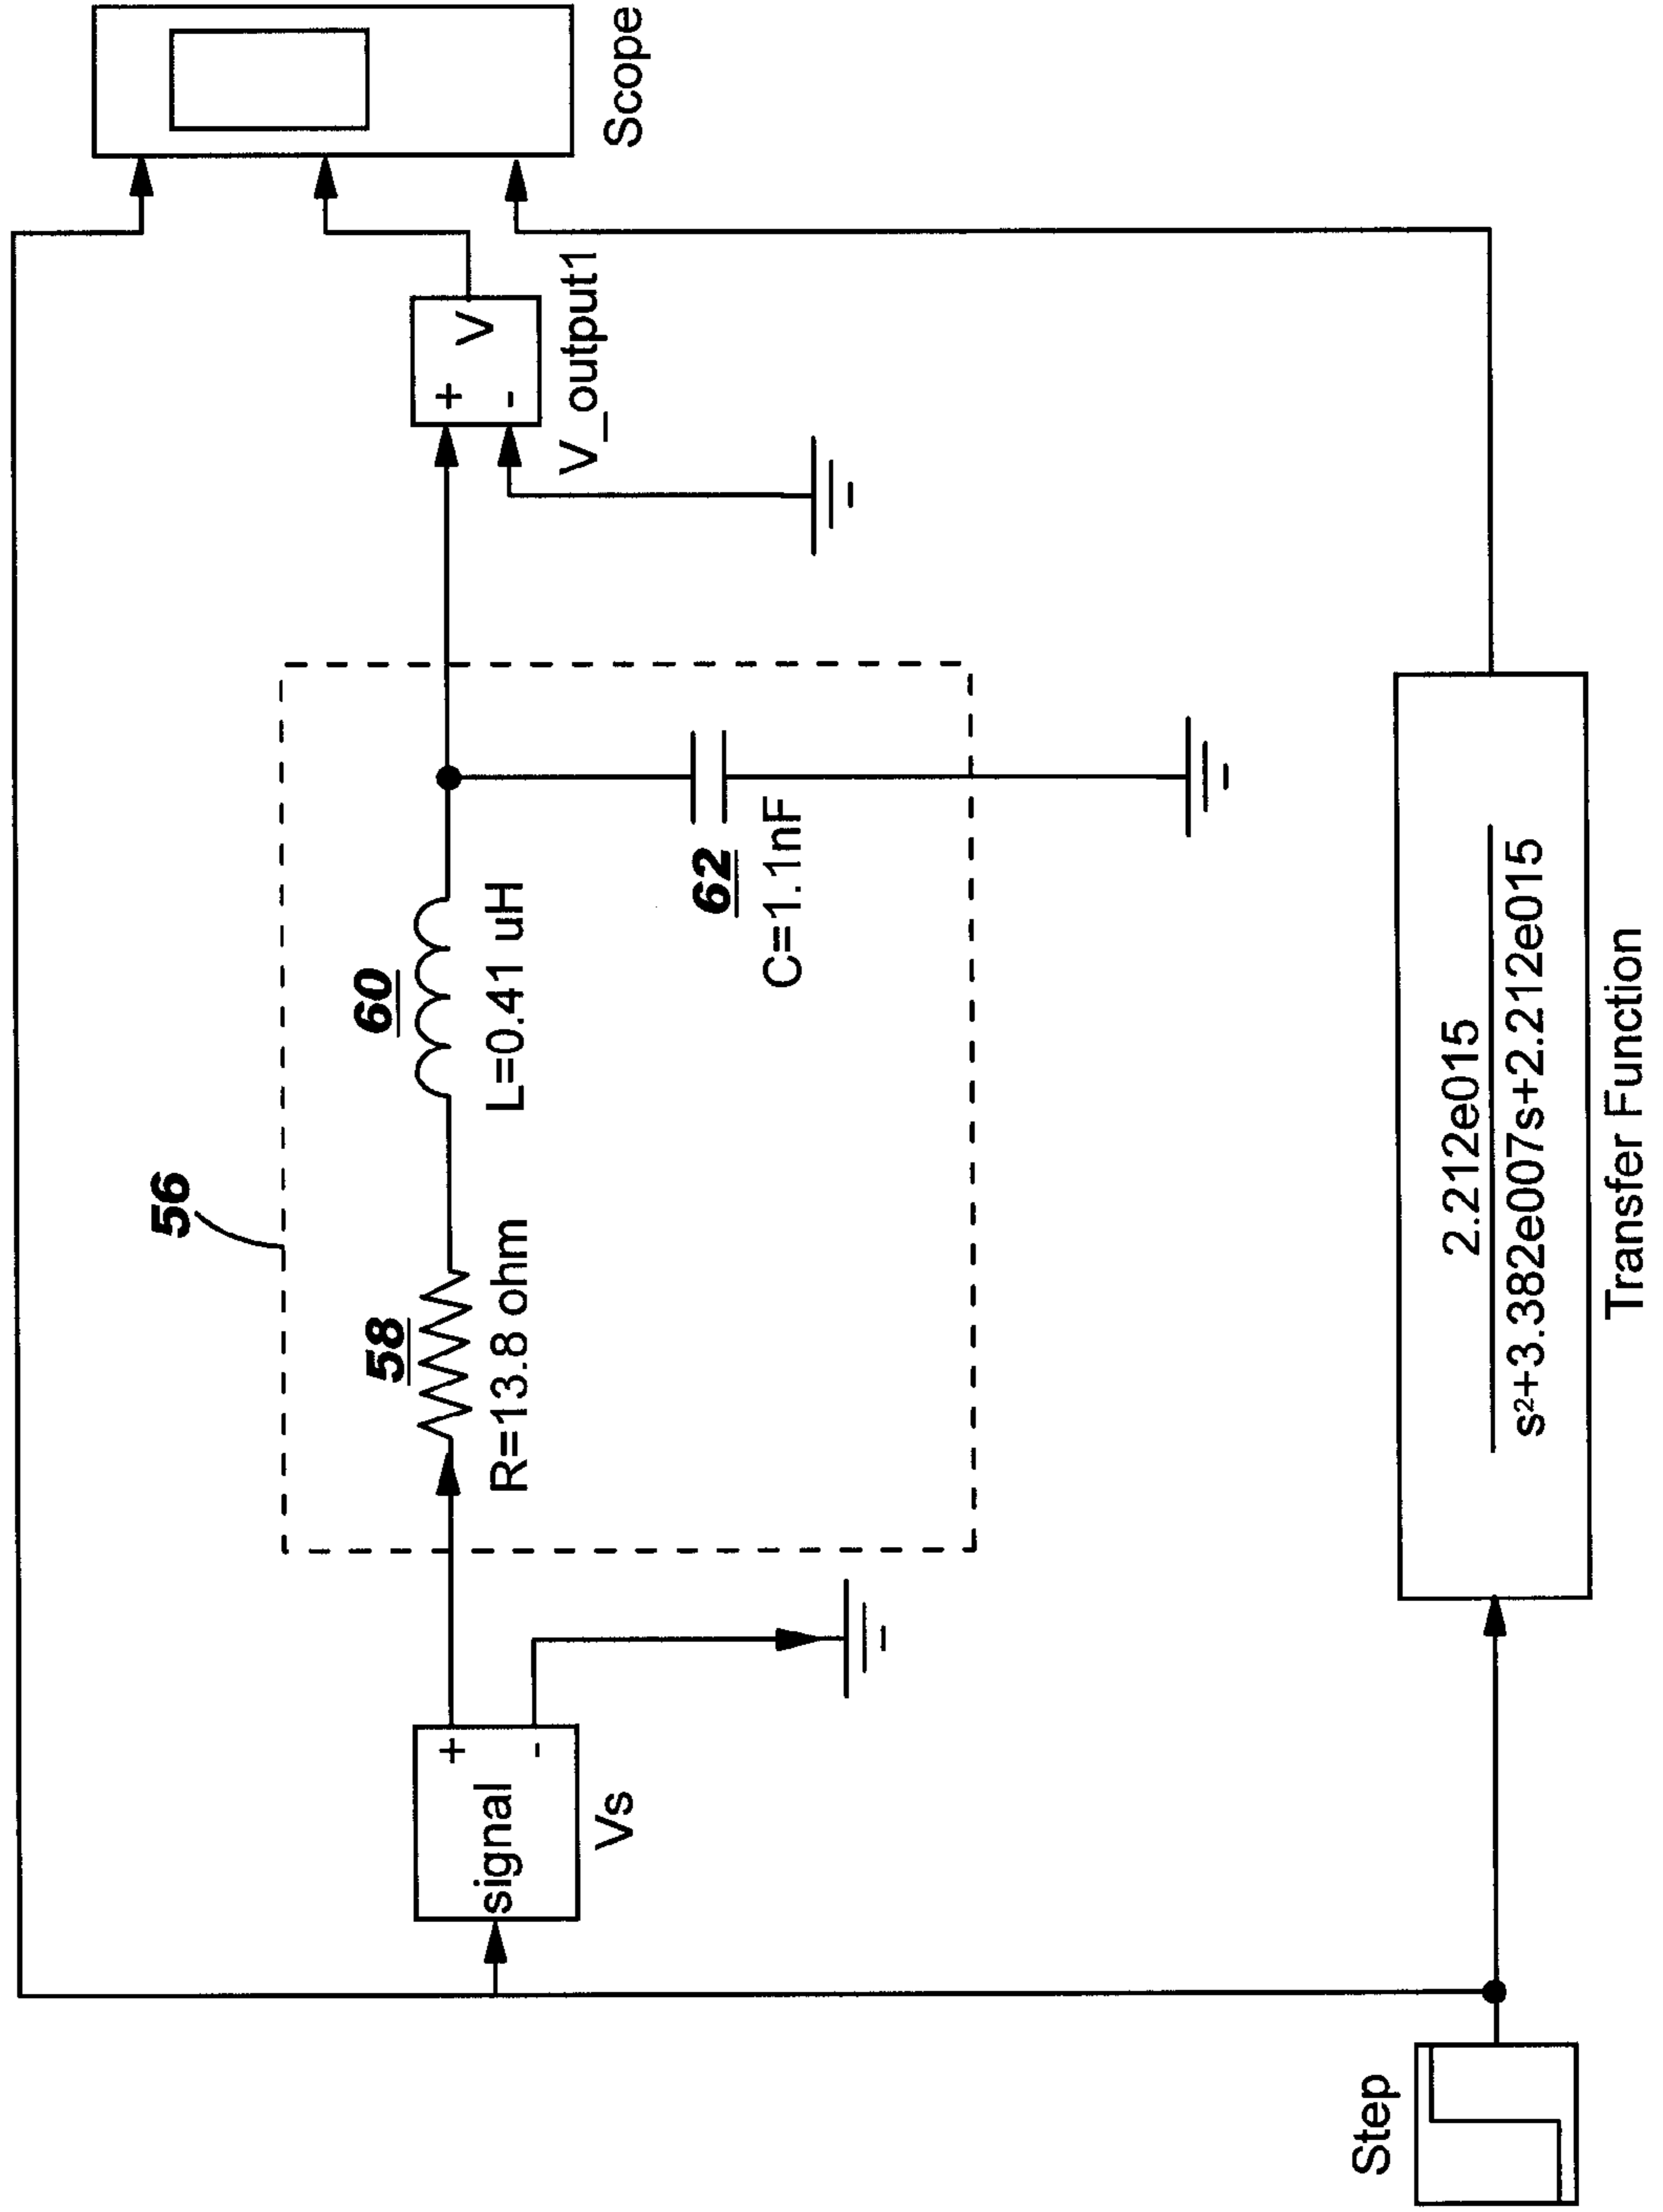 56
58
60
R=13.8 ohm
L=0.41 uH
62
C=1.1nF
signal
+
-
Vs
+
-
V
V_output1
Scope
Step
2.212e015
s²+3.382e007s+2.212e015
Transfer Function